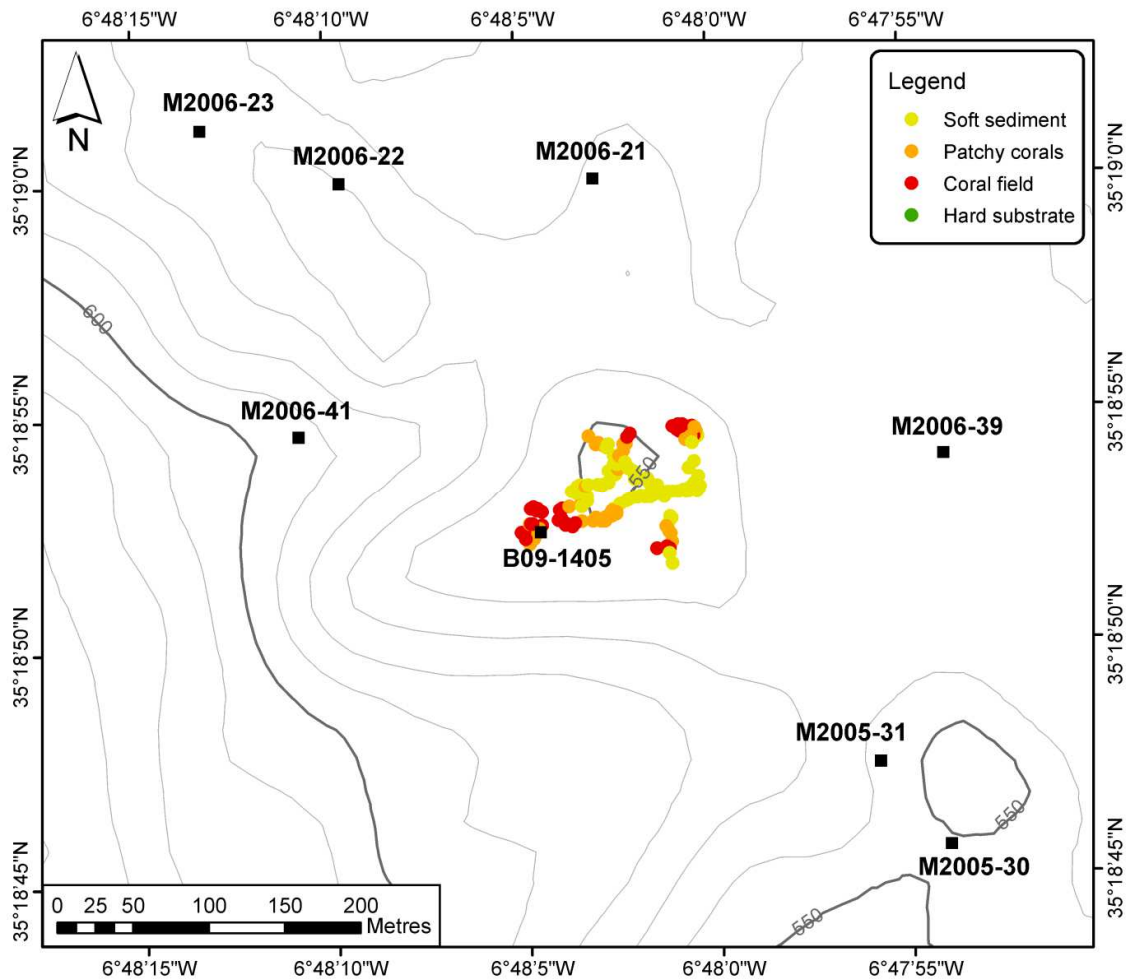 6°48'15"W 6°48'10"W 6°48'5"W 6°48'0"W 6°47'55"W
N
M2006-23
M2006-22
M2006-21
Legend
Soft sediment
Patchy corals
Coral field
Hard substrate
35°19'0"N
35°19'0"N
600
M2006-41
M2006-39
35°18'55"N
35°18'55"N
550
B09-1405
35°18'50"N
35°18'50"N
M2005-31
550
M2005-30
35°18'45"N
35°18'45"N
550
0 25 50 100 150 200
Metres
6°48'15"W 6°48'10"W 6°48'5"W 6°48'0"W 6°47'55"W